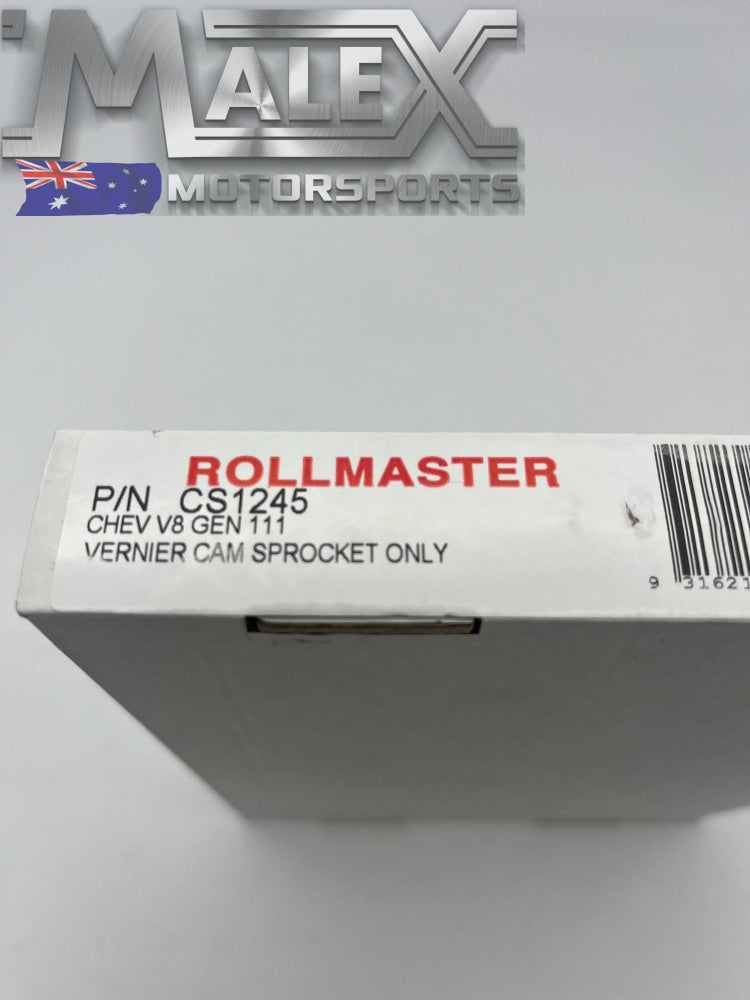 MALEX
MOTORSPORTS
ROLLMASTER
P/N CS1245
CHEV V8 GEN 111
VERNIER CAM SPROCKET ONLY
9 31621